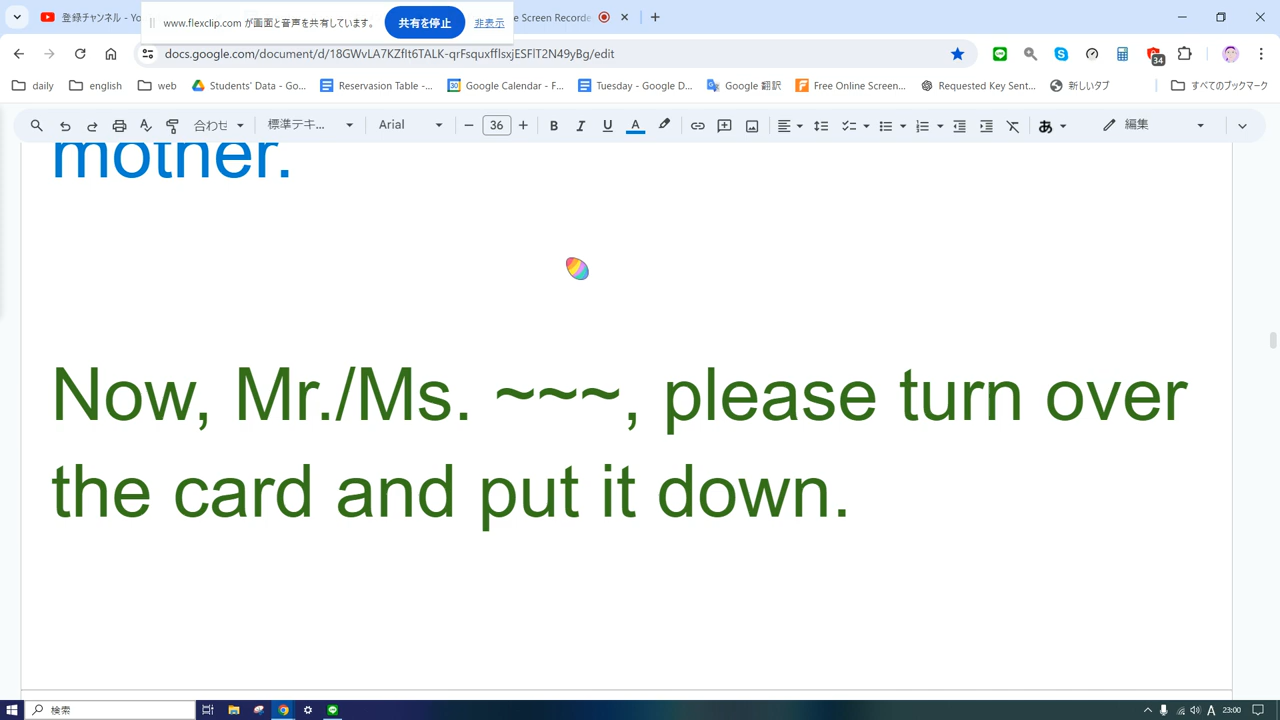 登録チャンネル - Yo
www.flexclip.com が画面と音声を共有しています。
共有を停止
非表示
e Screen Recorde
docs.google.com/document/d/18GWvLA7KZflt6TALK-qrFsquxfflsxjESFlT2N49yBg/edit
34
daily
english
web
Students' Data - Go...
Reservasion Table -...
Google Calendar - F...
Tuesday - Google D...
Google 翻訳
Free Online Screen...
Requested Key Sent...
新しいタブ
すべてのブックマーク
合わせ
標準テキ...
Arial
36
編集
mother.
Now, Mr./Ms. ~~~, please turn over
the card and put it down.
検索
A
23:00